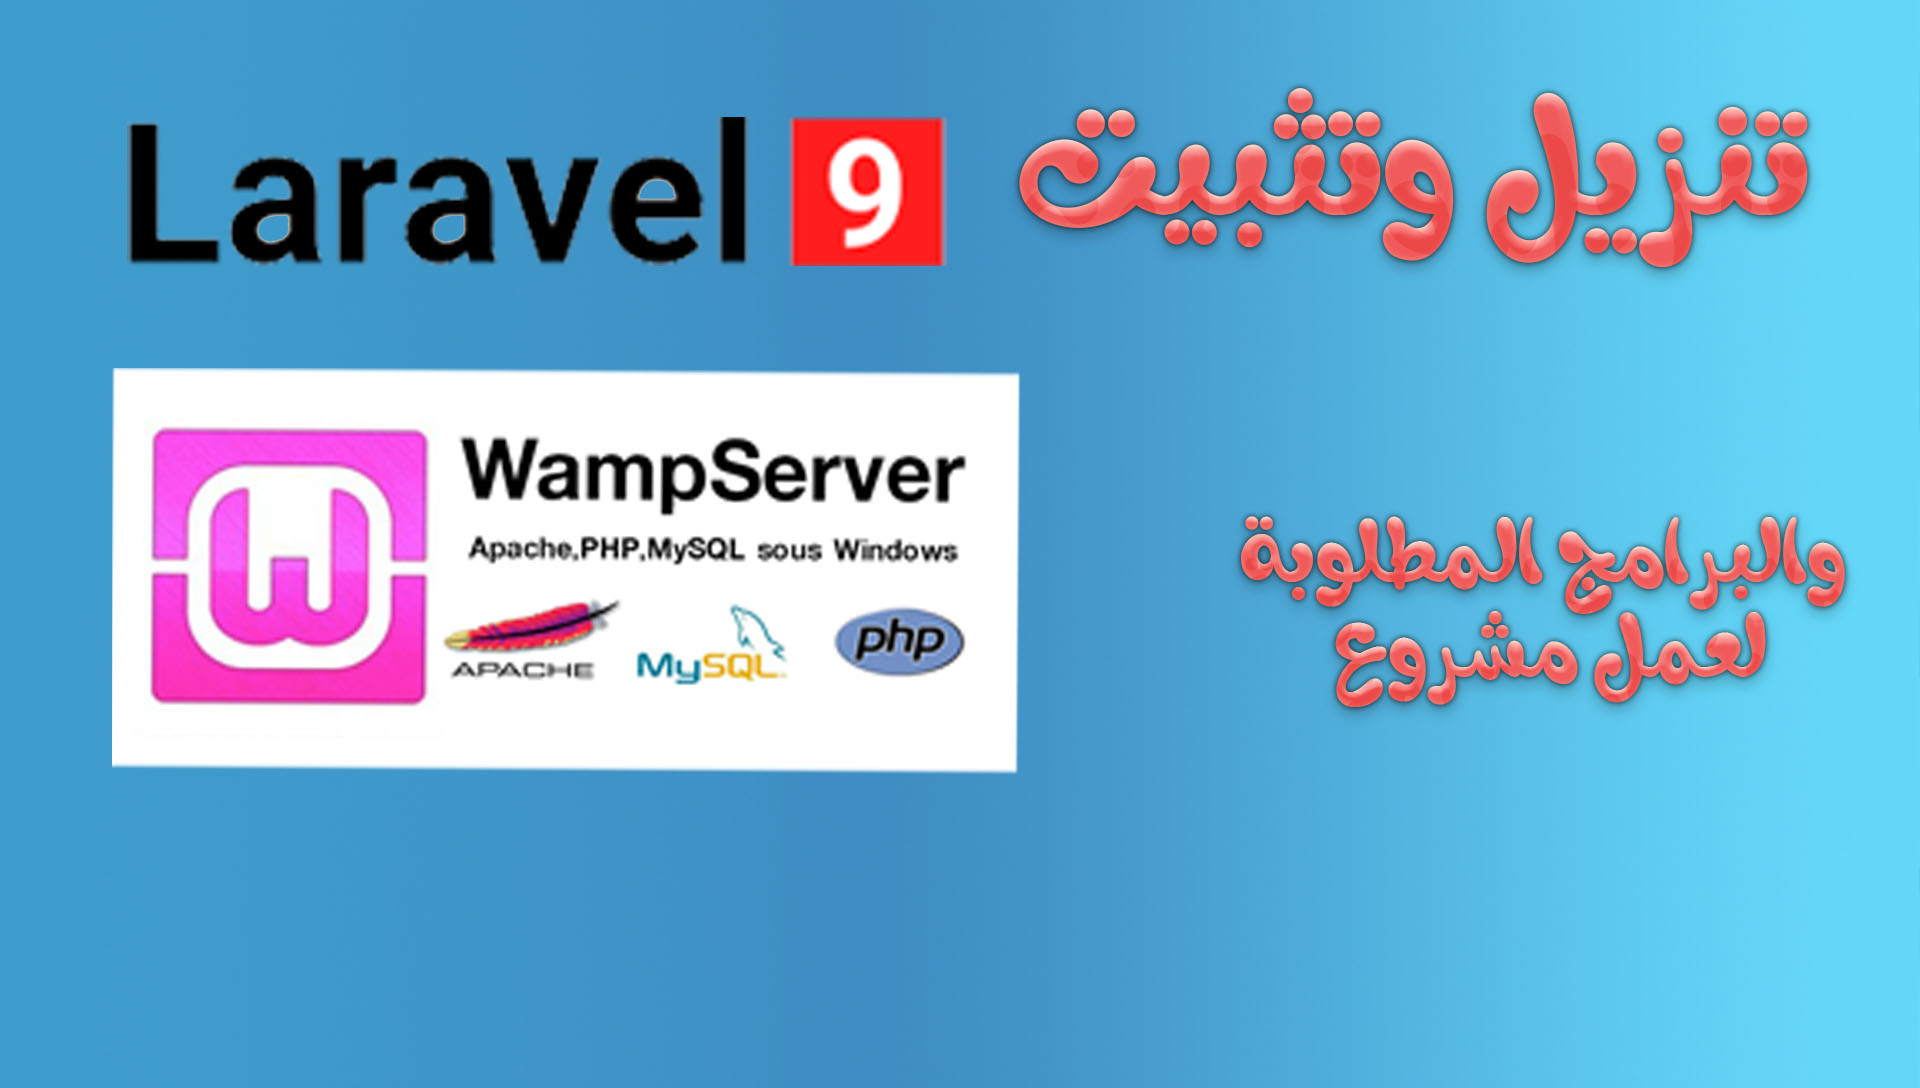 تنزيل وتثبيت
Laravel 9
WampServer
Apache,PHP,MySQL sous Windows
APACHE
MySQL
php
والبرامج المطلوبة
لعمل مشروع